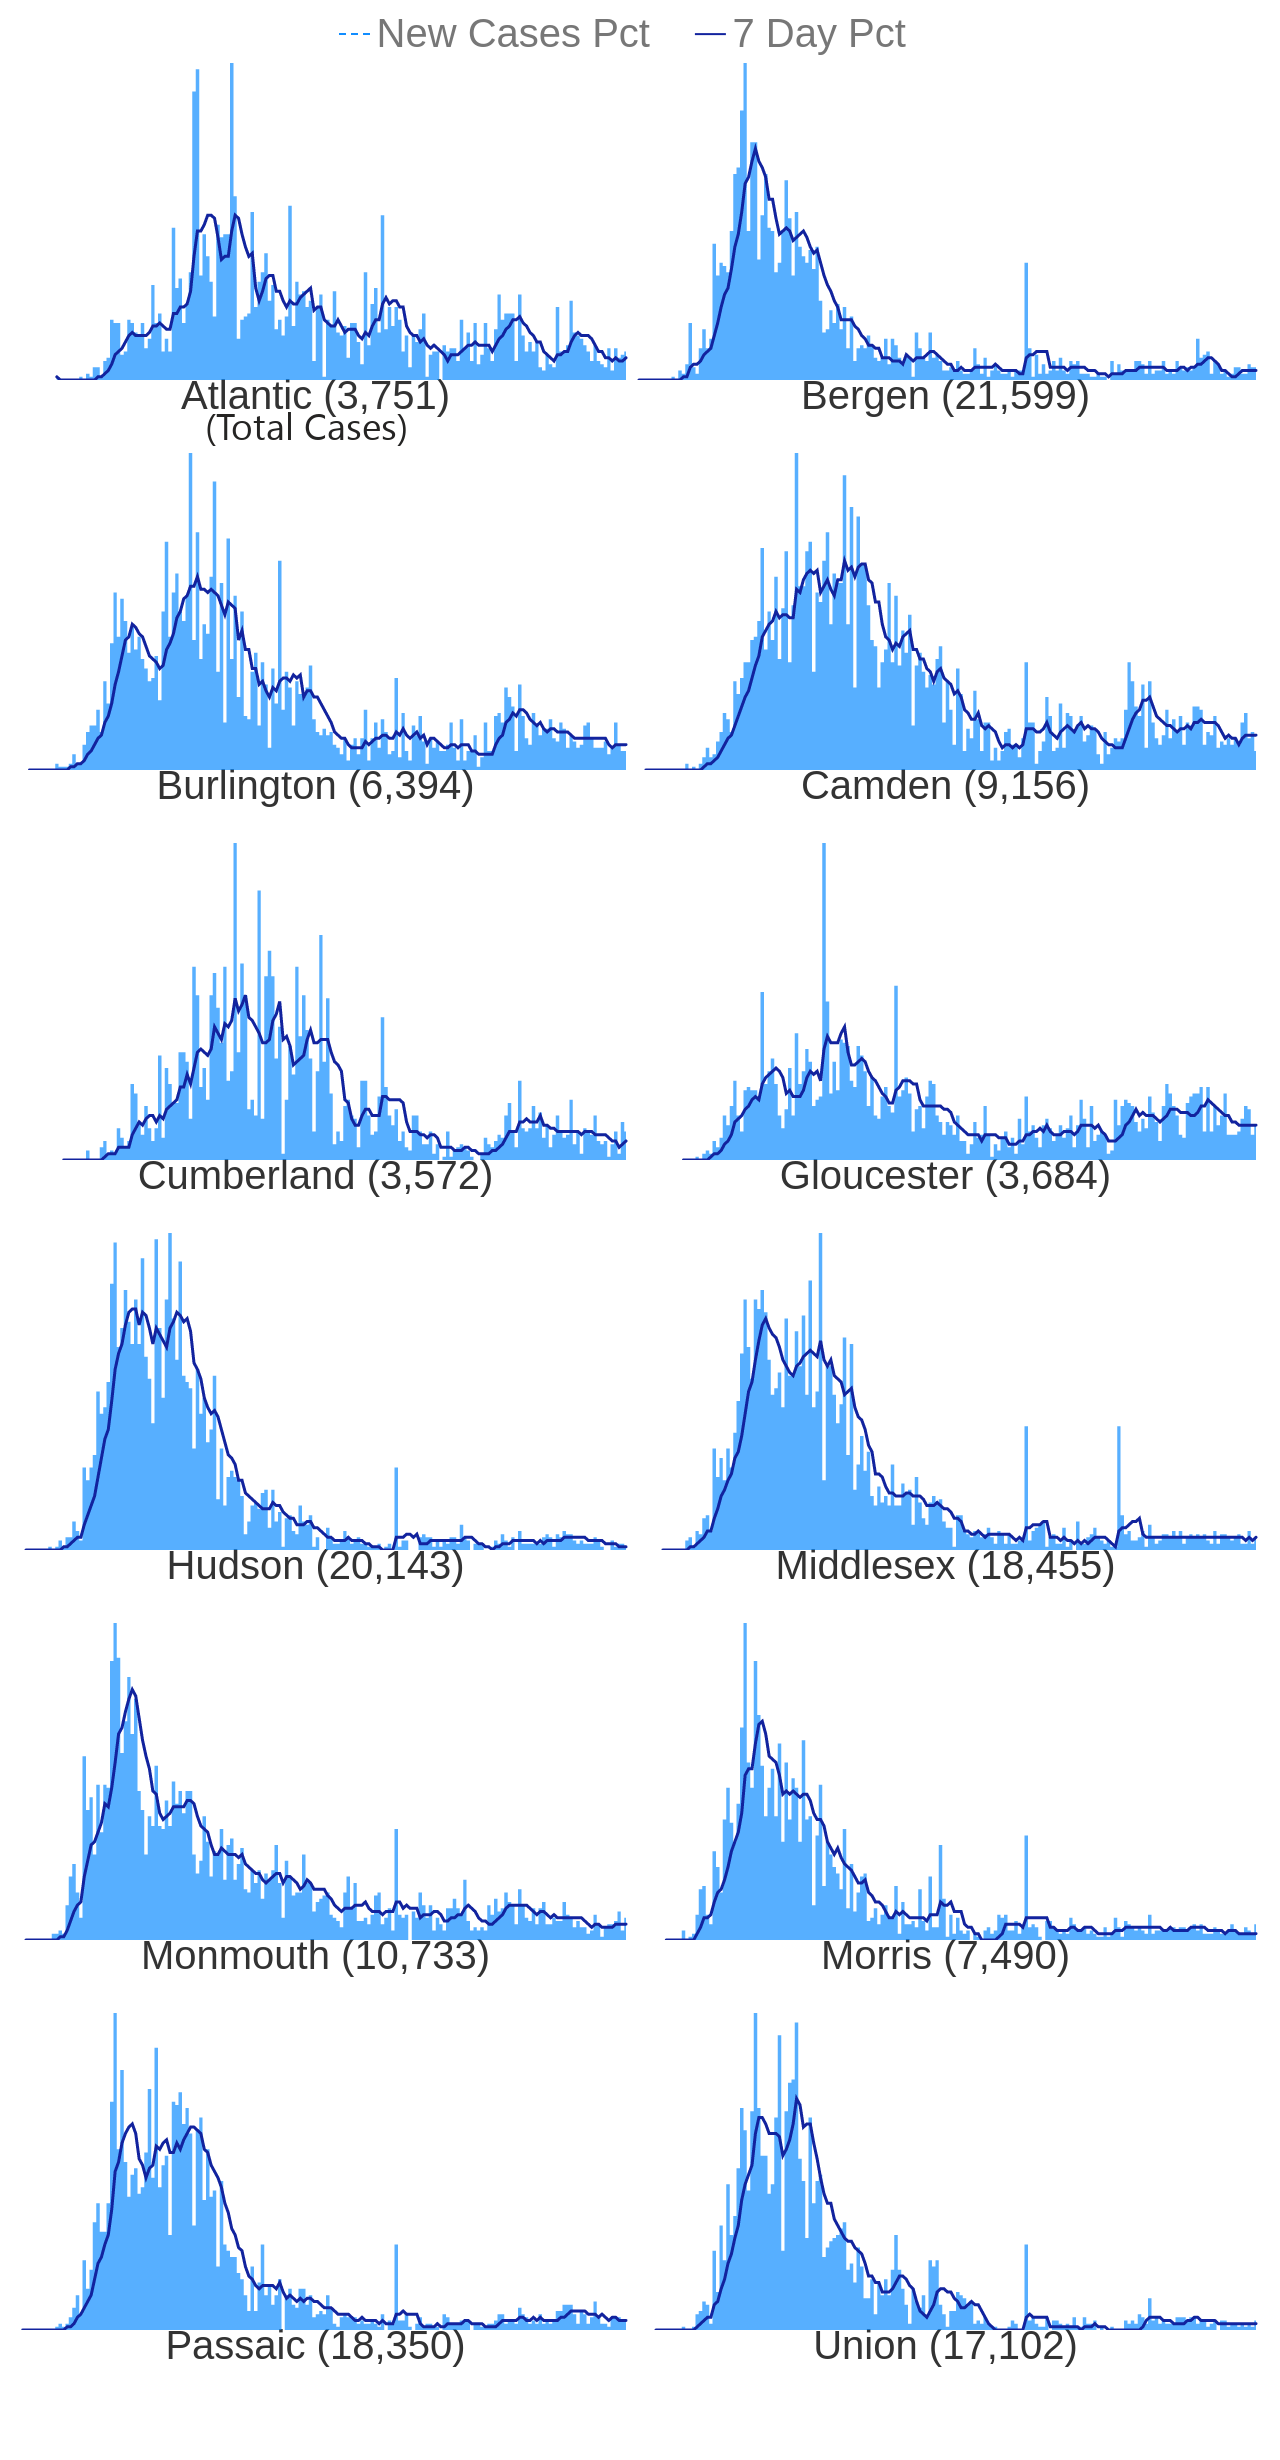 New Cases Pct 7 Day Pct
Atlantic (3,751) Bergen (21,599)
(Total Cases)
Burlington (6,394) Camden (9,156)
Cumberland (3,572) Gloucester (3,684)
Hudson (20,143) Middlesex (18,455)
Monmouth (10,733) Morris (7,490)
Passaic (18,350) Union (17,102)